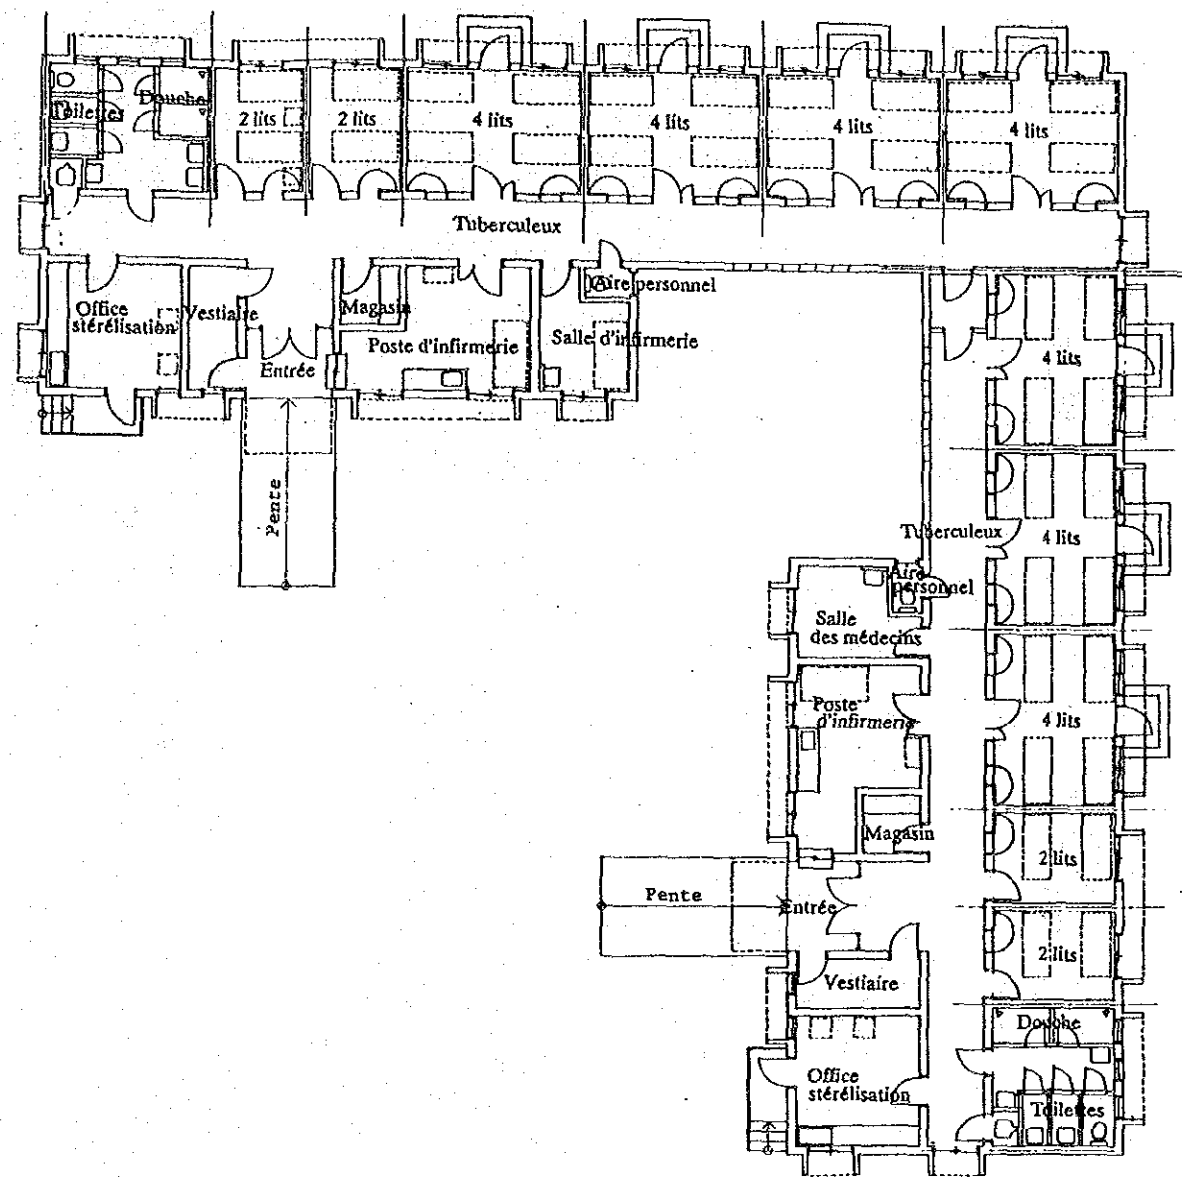 Toilettes
Douche
2 lits
2 lits
4 lits
4 lits
4 lits
4 lits
Tuberculeux
Office
stérélisation
Vestiaire
Entrée
Magasin
Poste d'infirmerie
Salle d'infirmerie
Aire personnel
Pente
4 lits
Tuberculeux
4 lits
Aire
personnel
Salle
des médecins
Poste
d'infirmerie
4 lits
Magasin
2 lits
Pente
Entrée
2 lits
Vestiaire
Douche
Office
stérélisation
Toilettes